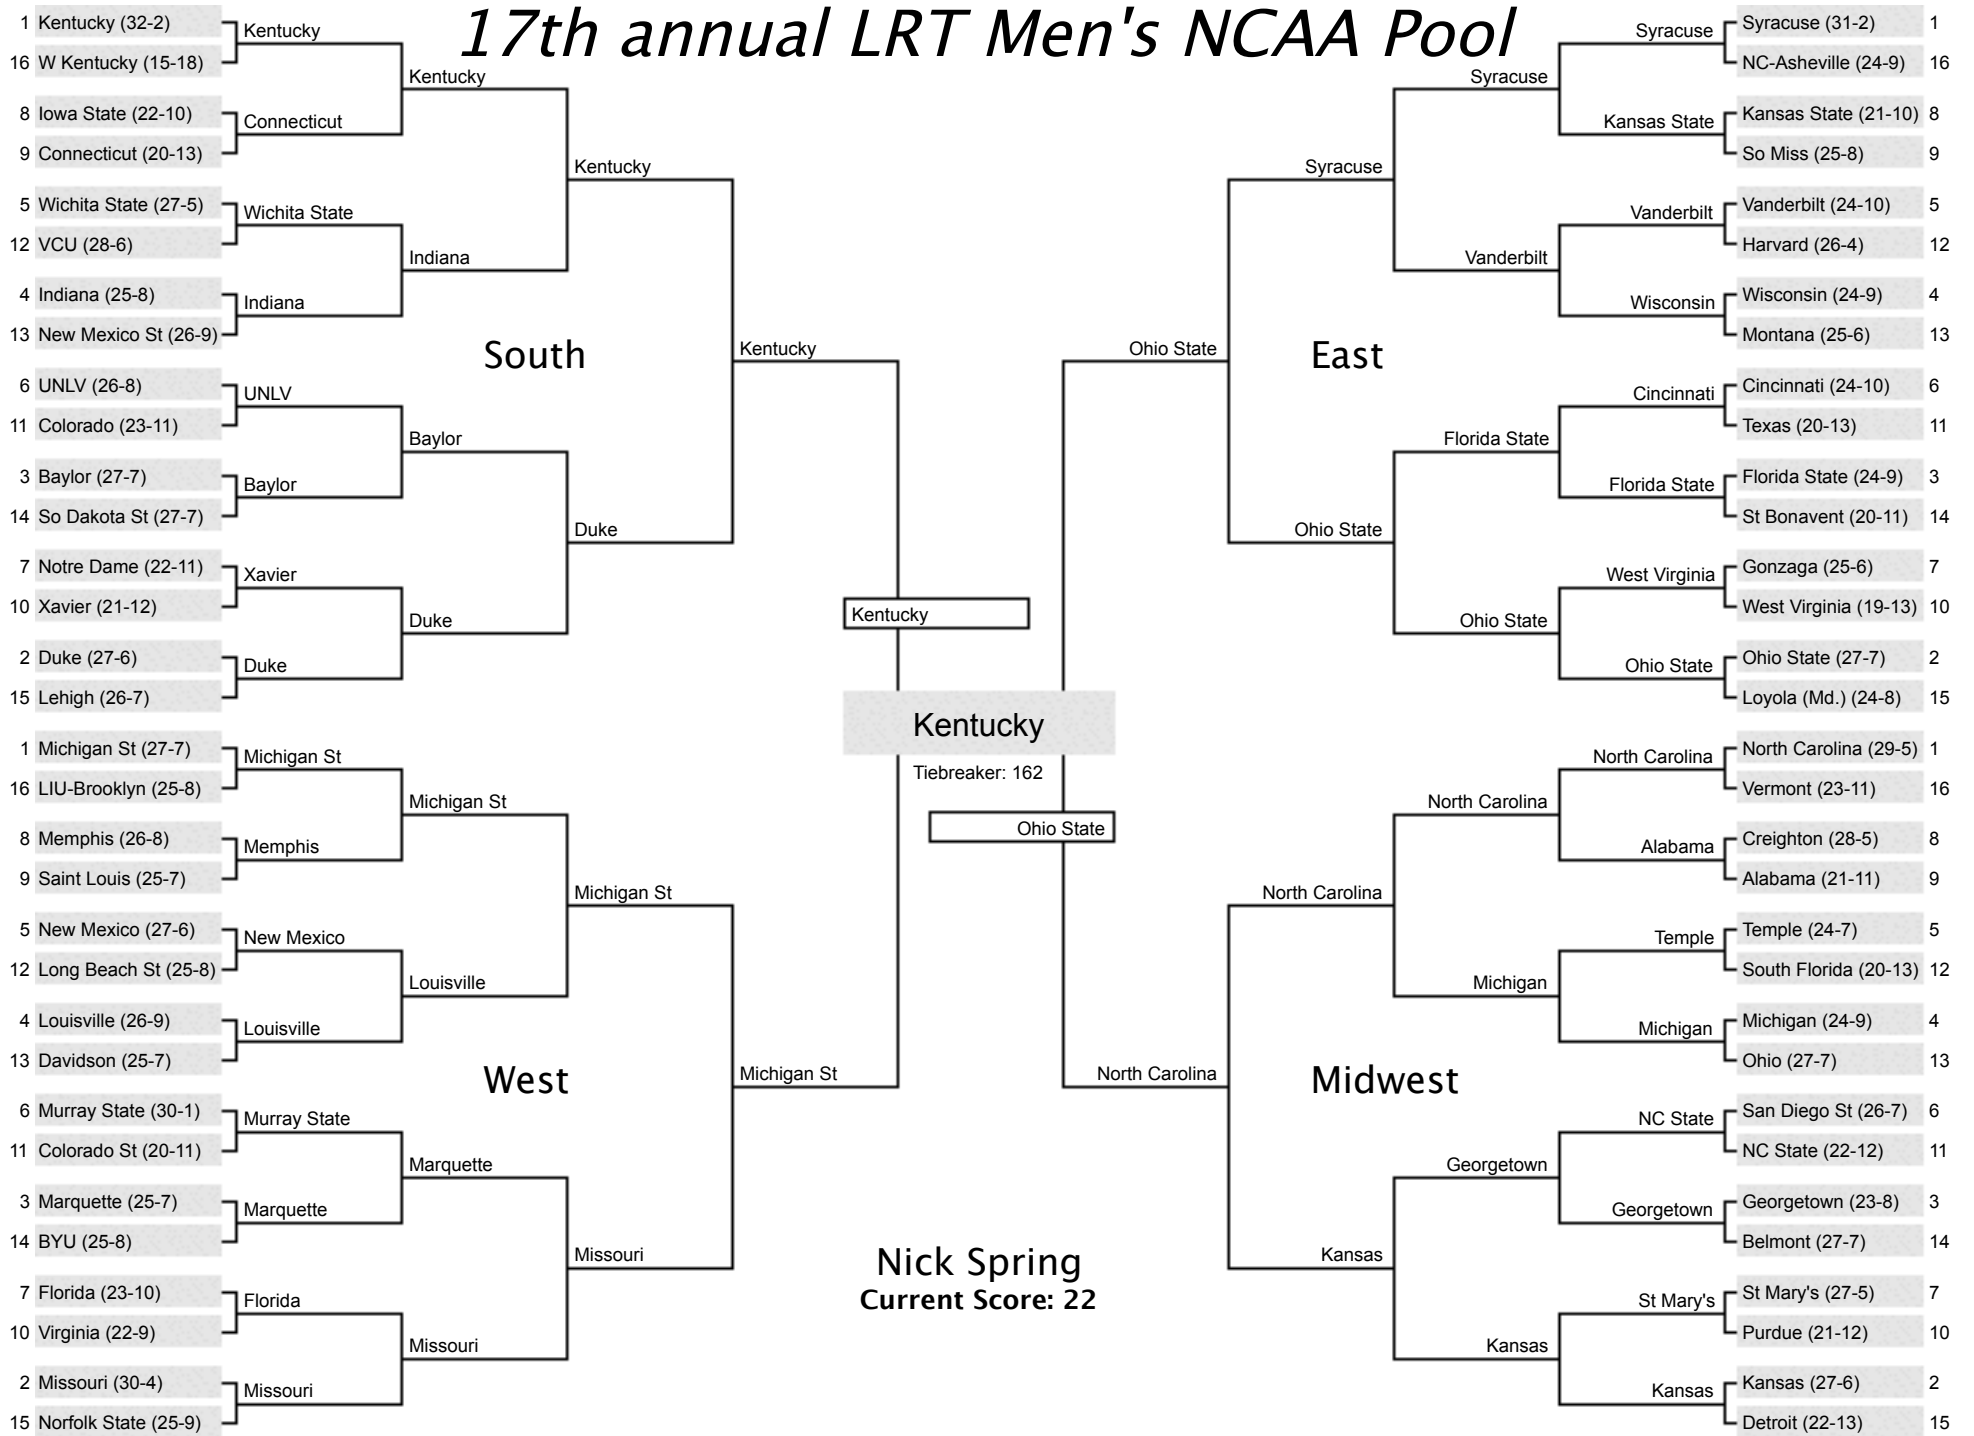 17th annual LRT Men's NCAA Pool
1 Kentucky (32-2)
16 W Kentucky (15-18)
8 Iowa State (22-10)
9 Connecticut (20-13)
5 Wichita State (27-5)
12 VCU (28-6)
4 Indiana (25-8)
13 New Mexico St (26-9)
6 UNLV (26-8)
11 Colorado (23-11)
3 Baylor (27-7)
14 So Dakota St (27-7)
7 Notre Dame (22-11)
10 Xavier (21-12)
2 Duke (27-6)
15 Lehigh (26-7)
Kentucky
Connecticut
Wichita State
Indiana
UNLV
Baylor
Xavier
Duke
Kentucky
Indiana
Baylor
Duke
Kentucky
Duke
Kentucky
South
1 Michigan St (27-7)
16 LIU-Brooklyn (25-8)
8 Memphis (26-8)
9 Saint Louis (25-7)
5 New Mexico (27-6)
12 Long Beach St (25-8)
4 Louisville (26-9)
13 Davidson (25-7)
6 Murray State (30-1)
11 Colorado St (20-11)
3 Marquette (25-7)
14 BYU (25-8)
7 Florida (23-10)
10 Virginia (22-9)
2 Missouri (30-4)
15 Norfolk State (25-9)
Michigan St
Memphis
New Mexico
Louisville
Murray State
Marquette
Florida
Missouri
Michigan St
Louisville
Marquette
Missouri
Michigan St
Missouri
Michigan St
West
Kentucky
Kentucky
Tiebreaker: 162
Ohio State
Nick Spring
Current Score: 22
Syracuse (31-2) 1
NC-Asheville (24-9) 16
Kansas State (21-10) 8
So Miss (25-8) 9
Vanderbilt (24-10) 5
Harvard (26-4) 12
Wisconsin (24-9) 4
Montana (25-6) 13
Cincinnati (24-10) 6
Texas (20-13) 11
Florida State (24-9) 3
St Bonavent (20-11) 14
Gonzaga (25-6) 7
West Virginia (19-13) 10
Ohio State (27-7) 2
Loyola (Md.) (24-8) 15
Syracuse
Kansas State
Vanderbilt
Wisconsin
Cincinnati
Florida State
West Virginia
Ohio State
Syracuse
Vanderbilt
Florida State
Ohio State
Syracuse
Ohio State
Ohio State
East
North Carolina (29-5) 1
Vermont (23-11) 16
Creighton (28-5) 8
Alabama (21-11) 9
Temple (24-7) 5
South Florida (20-13) 12
Michigan (24-9) 4
Ohio (27-7) 13
San Diego St (26-7) 6
NC State (22-12) 11
Georgetown (23-8) 3
Belmont (27-7) 14
St Mary's (27-5) 7
Purdue (21-12) 10
Kansas (27-6) 2
Detroit (22-13) 15
North Carolina
Alabama
Temple
Michigan
NC State
Georgetown
St Mary's
Kansas
North Carolina
Michigan
Georgetown
Kansas
North Carolina
Kansas
North Carolina
Midwest